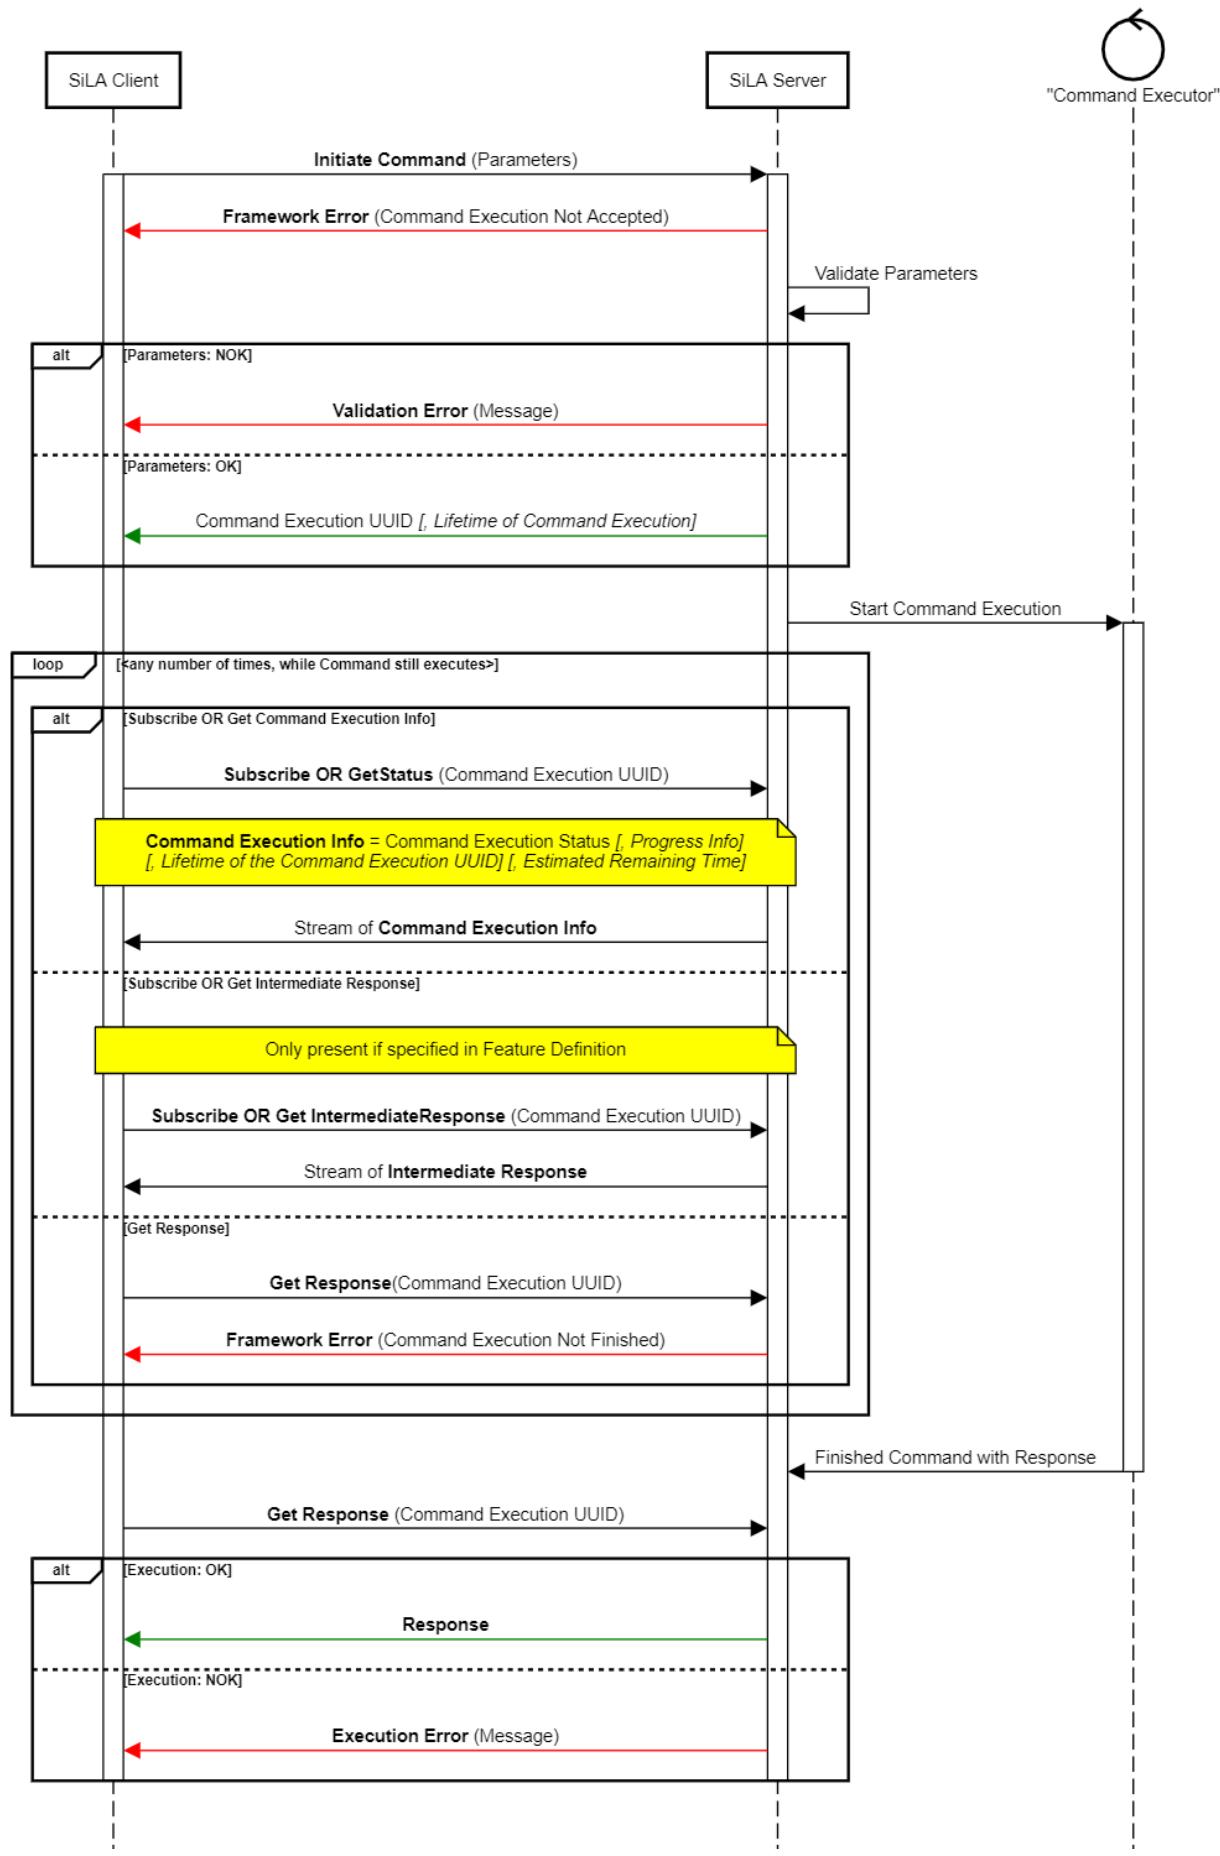 SiLA Client
SiLA Server
"Command Executor"
Initiate Command (Parameters)
Framework Error (Command Execution Not Accepted)
Validate Parameters
alt
[Parameters: NOK]
Validation Error (Message)
[Parameters: OK]
Command Execution UUID [, Lifetime of Command Execution]
Start Command Execution
loop
[<any number of times, while Command still executes>]
alt
[Subscribe OR Get Command Execution Info]
Subscribe OR GetStatus (Command Execution UUID)
Command Execution Info = Command Execution Status [, Progress Info]
[, Lifetime of the Command Execution UUID] [, Estimated Remaining Time]
Stream of Command Execution Info
[Subscribe OR Get Intermediate Response]
Only present if specified in Feature Definition
Subscribe OR Get IntermediateResponse (Command Execution UUID)
Stream of Intermediate Response
[Get Response]
Get Response(Command Execution UUID)
Framework Error (Command Execution Not Finished)
Finished Command with Response
Get Response (Command Execution UUID)
alt
[Execution: OK]
Response
[Execution: NOK]
Execution Error (Message)